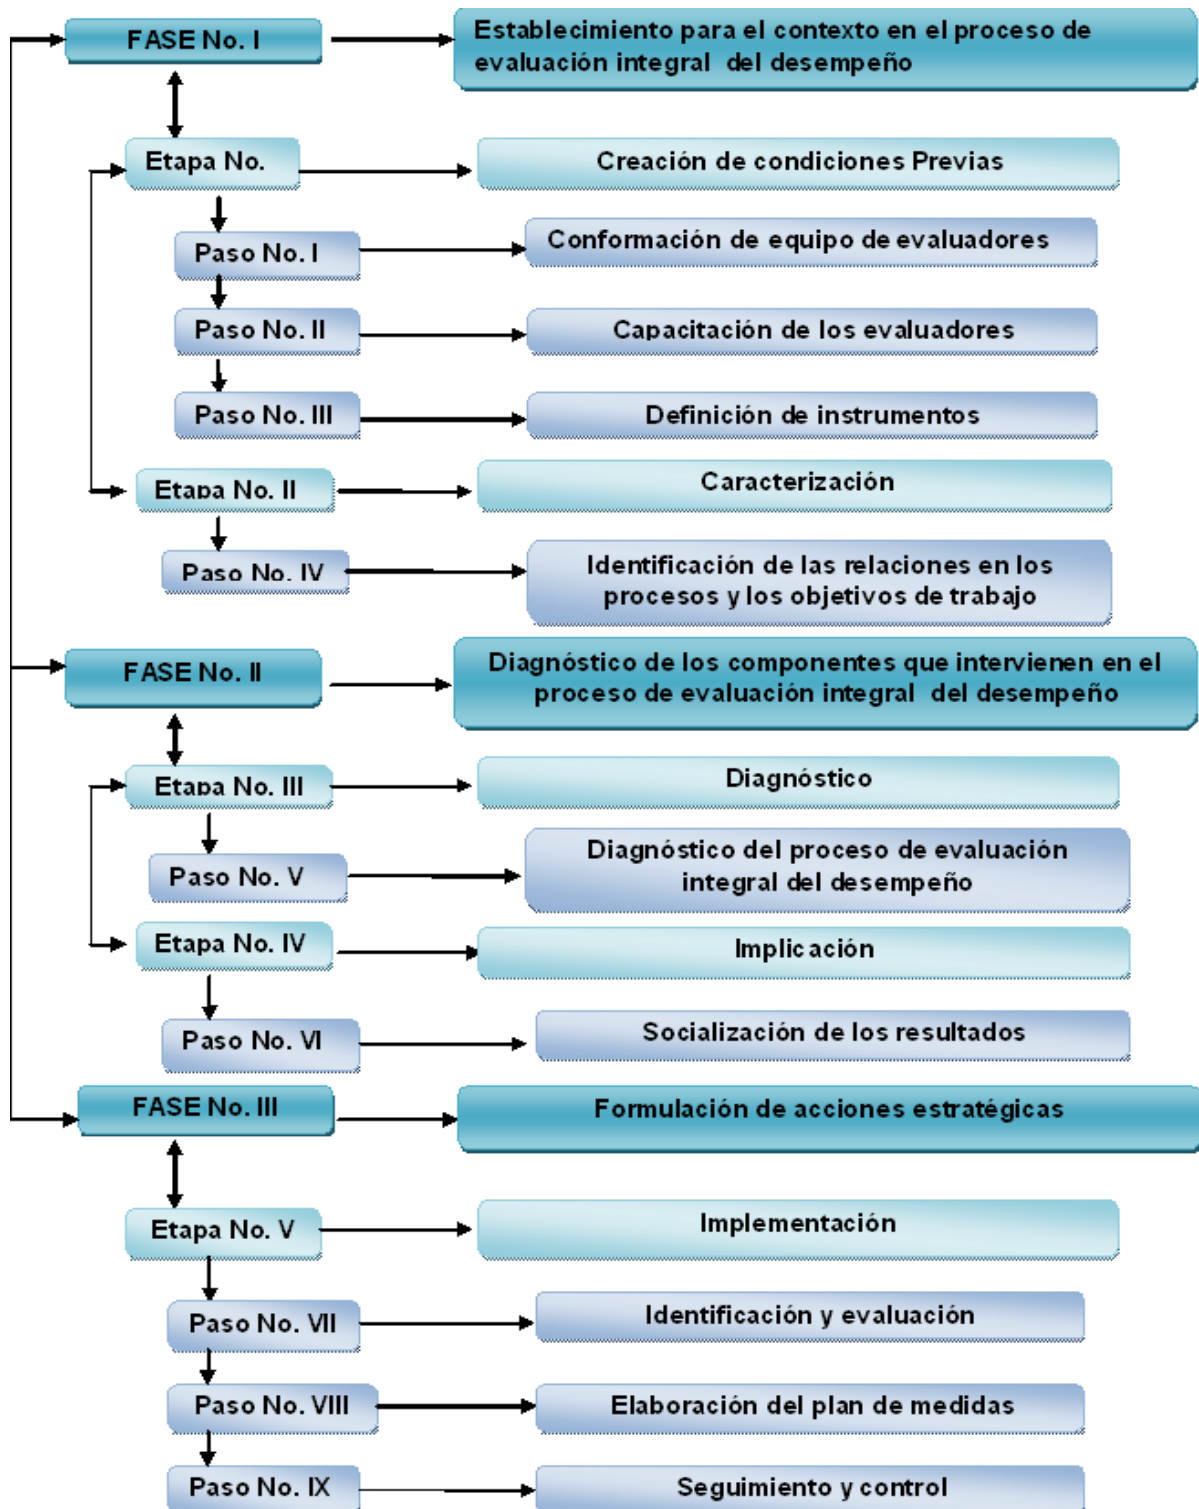 FASE No. I
Establecimiento para el contexto en el proceso de
evaluación integral del desempeño
Etapa No.
Creación de condiciones Previas
Paso No. I
Conformación de equipo de evaluadores
Paso No. II
Capacitación de los evaluadores
Paso No. III
Definición de instrumentos
Etapa No. II
Caracterización
Paso No. IV
Identificación de las relaciones en los
procesos y los objetivos de trabajo
FASE No. II
Diagnóstico de los componentes que intervienen en el
proceso de evaluación integral del desempeño
Etapa No. III
Diagnóstico
Paso No. V
Diagnóstico del proceso de evaluación
integral del desempeño
Etapa No. IV
Implicación
Paso No. VI
Socialización de los resultados
FASE No. III
Formulación de acciones estratégicas
Etapa No. V
Implementación
Paso No. VII
Identificación y evaluación
Paso No. VIII
Elaboración del plan de medidas
Paso No. IX
Seguimiento y control